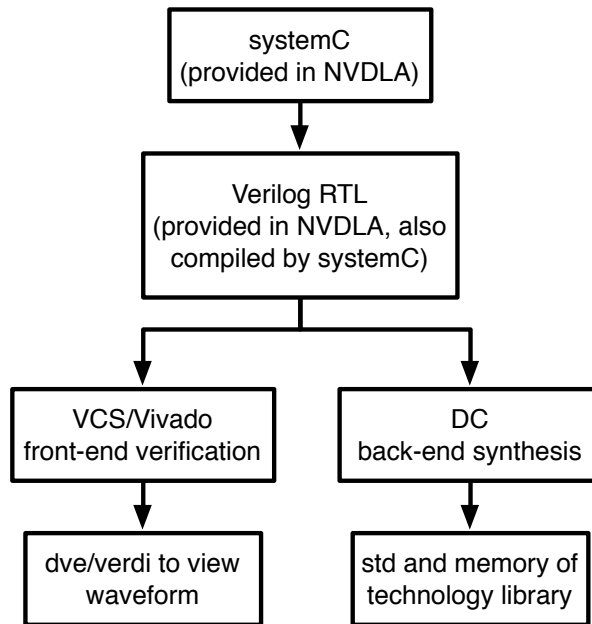 systemC
(provided in NVDLA)
Verilog RTL
(provided in NVDLA, also
compiled by systemC)
VCS/Vivado
front-end verification
DC
back-end synthesis
dve/verdi to view
waveform
std and memory of
technology library